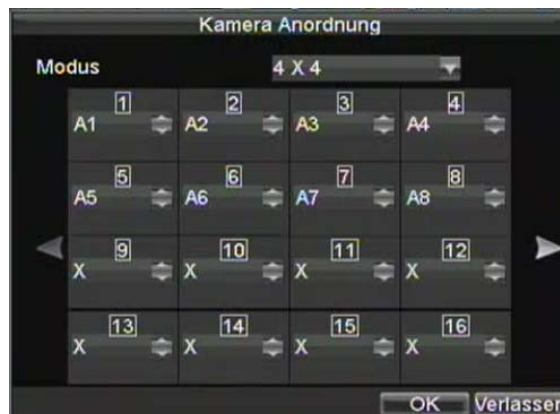 Kamera Anordnung
Modus 4 X 4
1 2 3 4
A1 A2 A3 A4
5 6 7 8
A5 A6 A7 A8
9 10 11 12
X X X X
13 14 15 16
X X X X
OK Verlassen